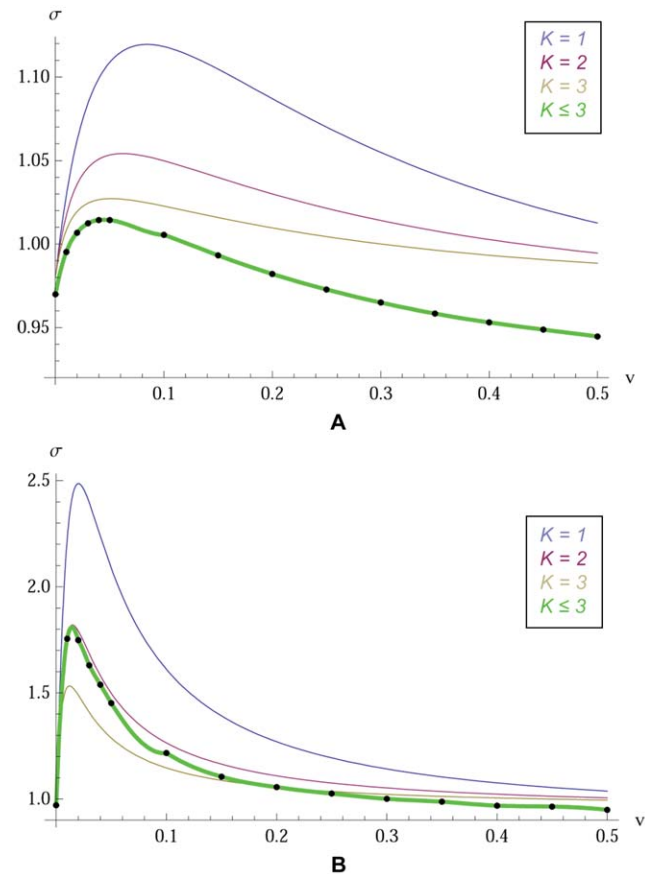 σ
K = 1
K = 2
K = 3
K ≤ 3
1.10
1.05
1.00
0.95
0.1 0.2 0.3 0.4 0.5 v
A
σ
2.5
K = 1
K = 2
K = 3
K ≤ 3
2.0
1.5
1.0
0.1 0.2 0.3 0.4 0.5 v
B